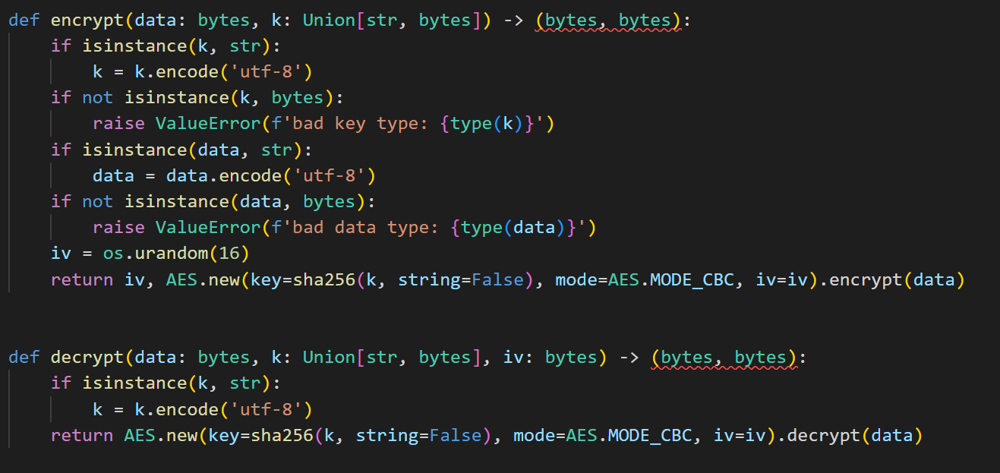 def encrypt(data: bytes, k: Union[str, bytes]) -> (bytes, bytes):
    if isinstance(k, str):
        k = k.encode('utf-8')
    if not isinstance(k, bytes):
        raise ValueError(f'bad key type: {type(k)}')
    if isinstance(data, str):
        data = data.encode('utf-8')
    if not isinstance(data, bytes):
        raise ValueError(f'bad data type: {type(data)}')
    iv = os.urandom(16)
    return iv, AES.new(key=sha256(k, string=False), mode=AES.MODE_CBC, iv=iv).encrypt(data)
def decrypt(data: bytes, k: Union[str, bytes], iv: bytes) -> (bytes, bytes):
    if isinstance(k, str):
        k = k.encode('utf-8')
    return AES.new(key=sha256(k, string=False), mode=AES.MODE_CBC, iv=iv).decrypt(data)